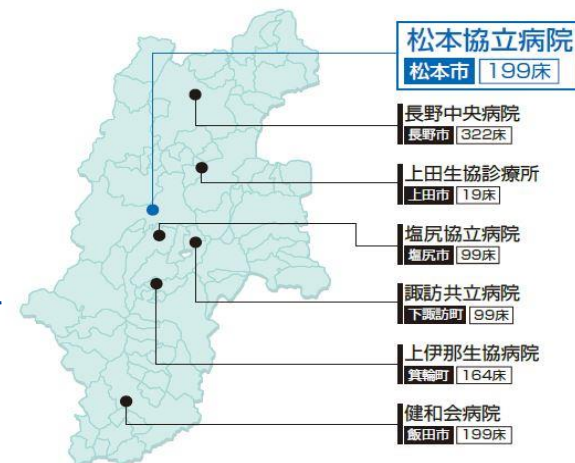 松本協立病院
松本市 199床
長野中央病院
長野市 322床
上田生協診療所
上田市 19床
塩尻協立病院
塩尻市 99床
諏訪共立病院
下諏訪町 99床
上伊那生協病院
箕輪町 164床
健和会病院
飯田市 199床